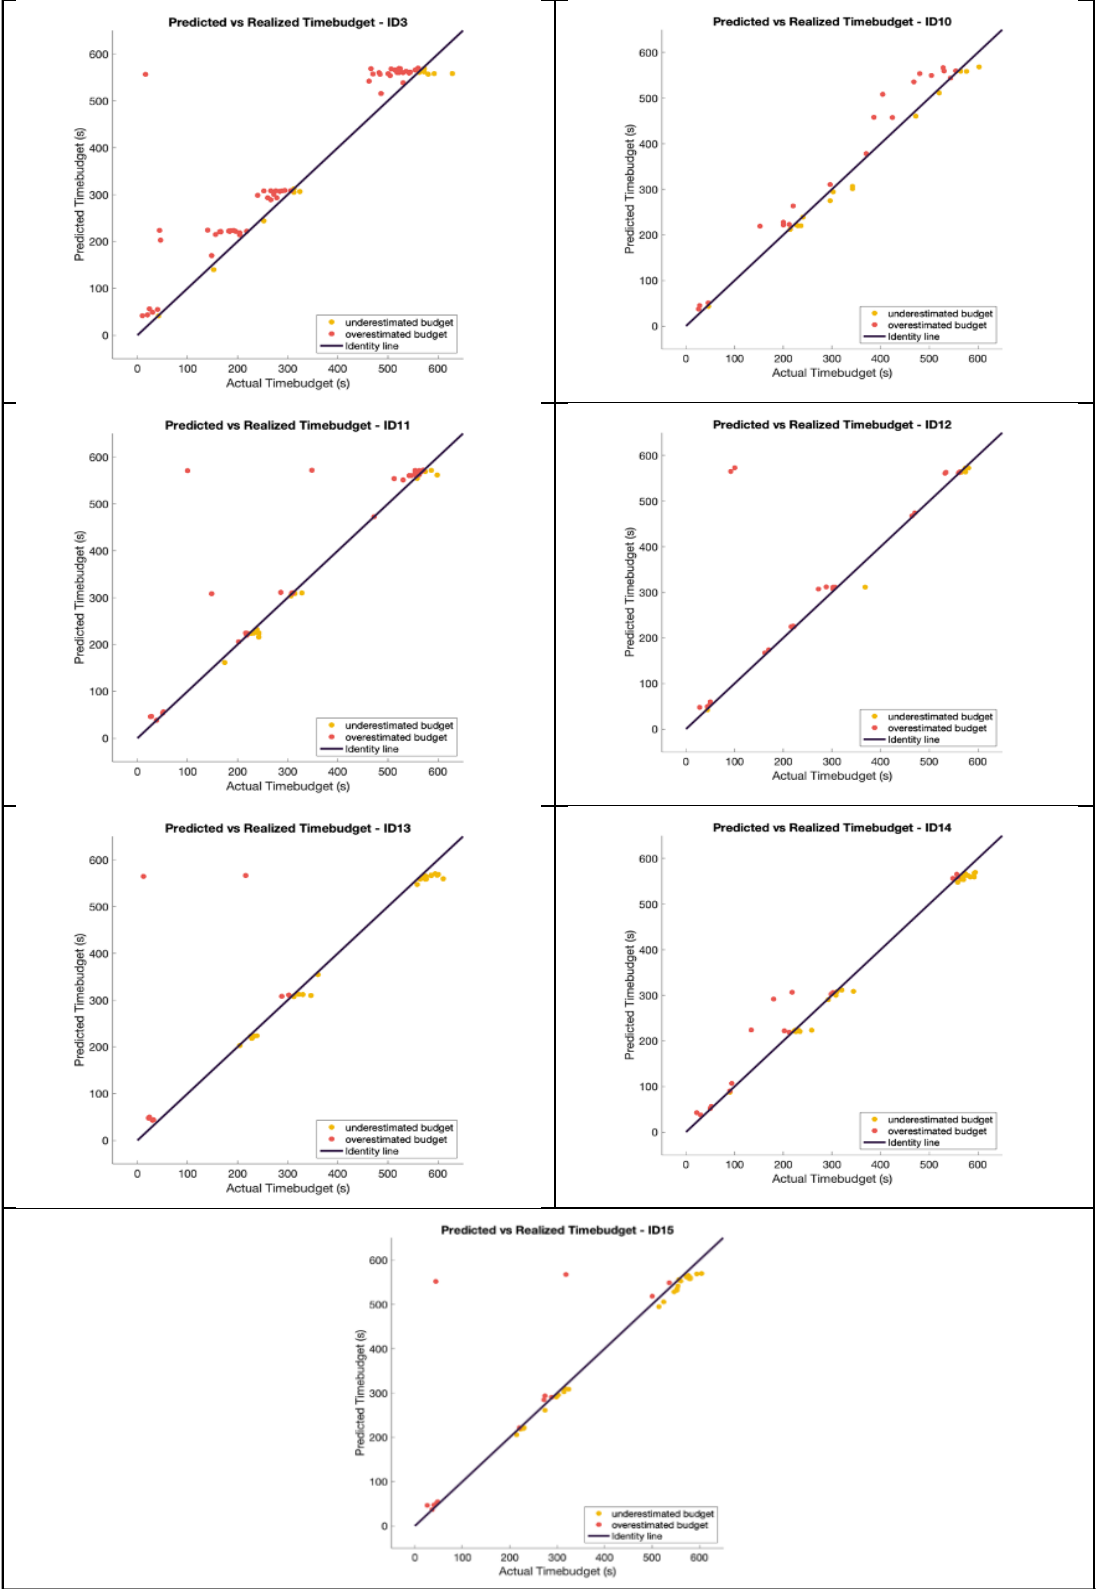 Predicted vs Realized Timebudget - ID3
Predicted Timebudget (s)
600
500
400
300
200
100
0
underestimated budget
overestimated budget
Identity line
0 100 200 300 400 500 600
Actual Timebudget (s)
Predicted vs Realized Timebudget - ID10
Predicted Timebudget (s)
600
500
400
300
200
100
0
underestimated budget
overestimated budget
Identity line
0 100 200 300 400 500 600
Actual Timebudget (s)
Predicted vs Realized Timebudget - ID11
Predicted Timebudget (s)
600
500
400
300
200
100
0
underestimated budget
overestimated budget
Identity line
0 100 200 300 400 500 600
Actual Timebudget (s)
Predicted vs Realized Timebudget - ID12
Predicted Timebudget (s)
600
500
400
300
200
100
0
underestimated budget
overestimated budget
Identity line
0 100 200 300 400 500 600
Actual Timebudget (s)
Predicted vs Realized Timebudget - ID13
Predicted Timebudget (s)
600
500
400
300
200
100
0
underestimated budget
overestimated budget
Identity line
0 100 200 300 400 500 600
Actual Timebudget (s)
Predicted vs Realized Timebudget - ID14
Predicted Timebudget (s)
600
500
400
300
200
100
0
underestimated budget
overestimated budget
Identity line
0 100 200 300 400 500 600
Actual Timebudget (s)
Predicted vs Realized Timebudget - ID15
Predicted Timebudget (s)
600
500
400
300
200
100
0
underestimated budget
overestimated budget
Identity line
0 100 200 300 400 500 600
Actual Timebudget (s)